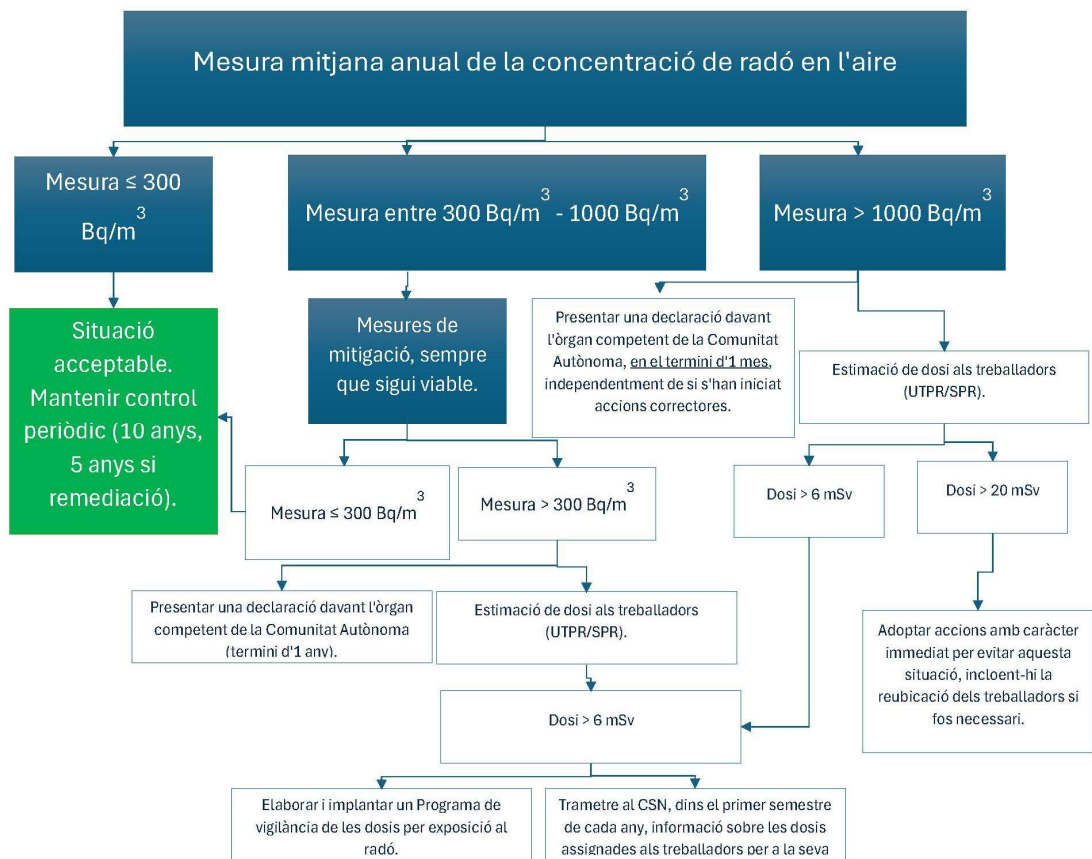 Mesura mitjana anual de la concentració de radó en l'aire
Mesura ≤ 300
Bq/m³
Mesura entre 300 Bq/m³ - 1000 Bq/m³
Mesura > 1000 Bq/m³
Situació
acceptable.
Mantenir control
periòdic (10 anys,
5 anys si
remediació).
Mesures de
mitigació, sempre
que sigui viable.
Presentar una declaració davant
l'òrgan competent de la Comunitat
Autònoma, en el termini d'1 mes,
independentment de si s'han iniciat
accions correctores.
Estimació de dosi als treballadors
(UTPR/SPR).
Mesura ≤ 300 Bq/m³
Mesura > 300 Bq/m³
Dosi > 6 mSv
Dosi > 20 mSv
Presentar una declaració davant l'òrgan
competent de la Comunitat Autònoma
(termini d'1 any).
Estimació de dosi als treballadors
(UTPR/SPR).
Adoptar accions amb caràcter
immediat per evitar aquesta
situació, incloent-hi la
reubicació dels treballadors si
fos necessari.
Dosi > 6 mSv
Elaborar i implantar un Programa de
vigilància de les dosis per exposició al
radó.
Trametre al CSN, dins el primer semestre
de cada any, informació sobre les dosis
assignades als treballadors per a la seva